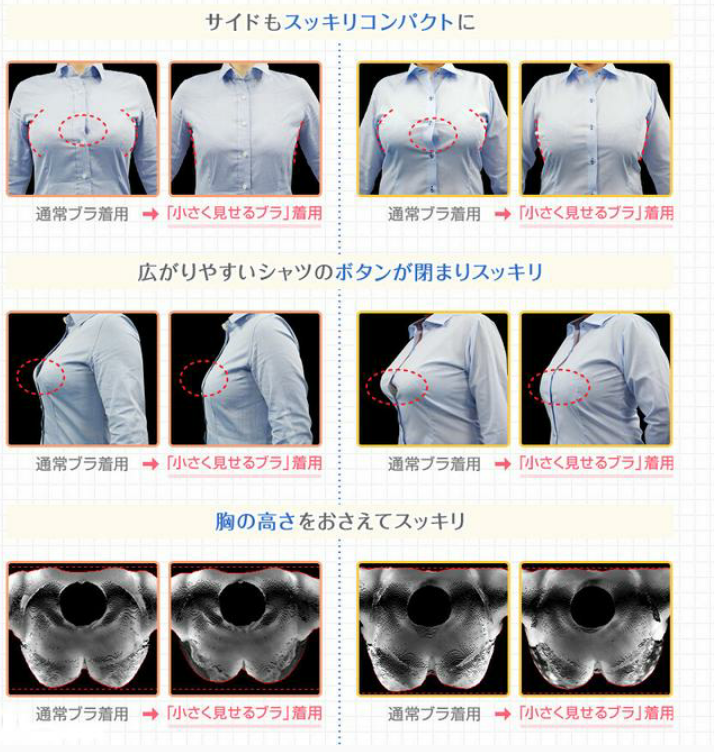 サイドもスッキリコンパクトに
通常ブラ着用 ➡ 「小さく見せるブラ」着用 通常ブラ着用 ➡ 「小さく見せるブラ」着用
広がりやすいシャツのボタンが閉まりスッキリ
通常ブラ着用 ➡ 「小さく見せるブラ」着用 通常ブラ着用 ➡ 「小さく見せるブラ」着用
胸の高さをおさえてスッキリ
通常ブラ着用 ➡ 「小さく見せるブラ」着用 通常ブラ着用 ➡ 「小さく見せるブラ」着用